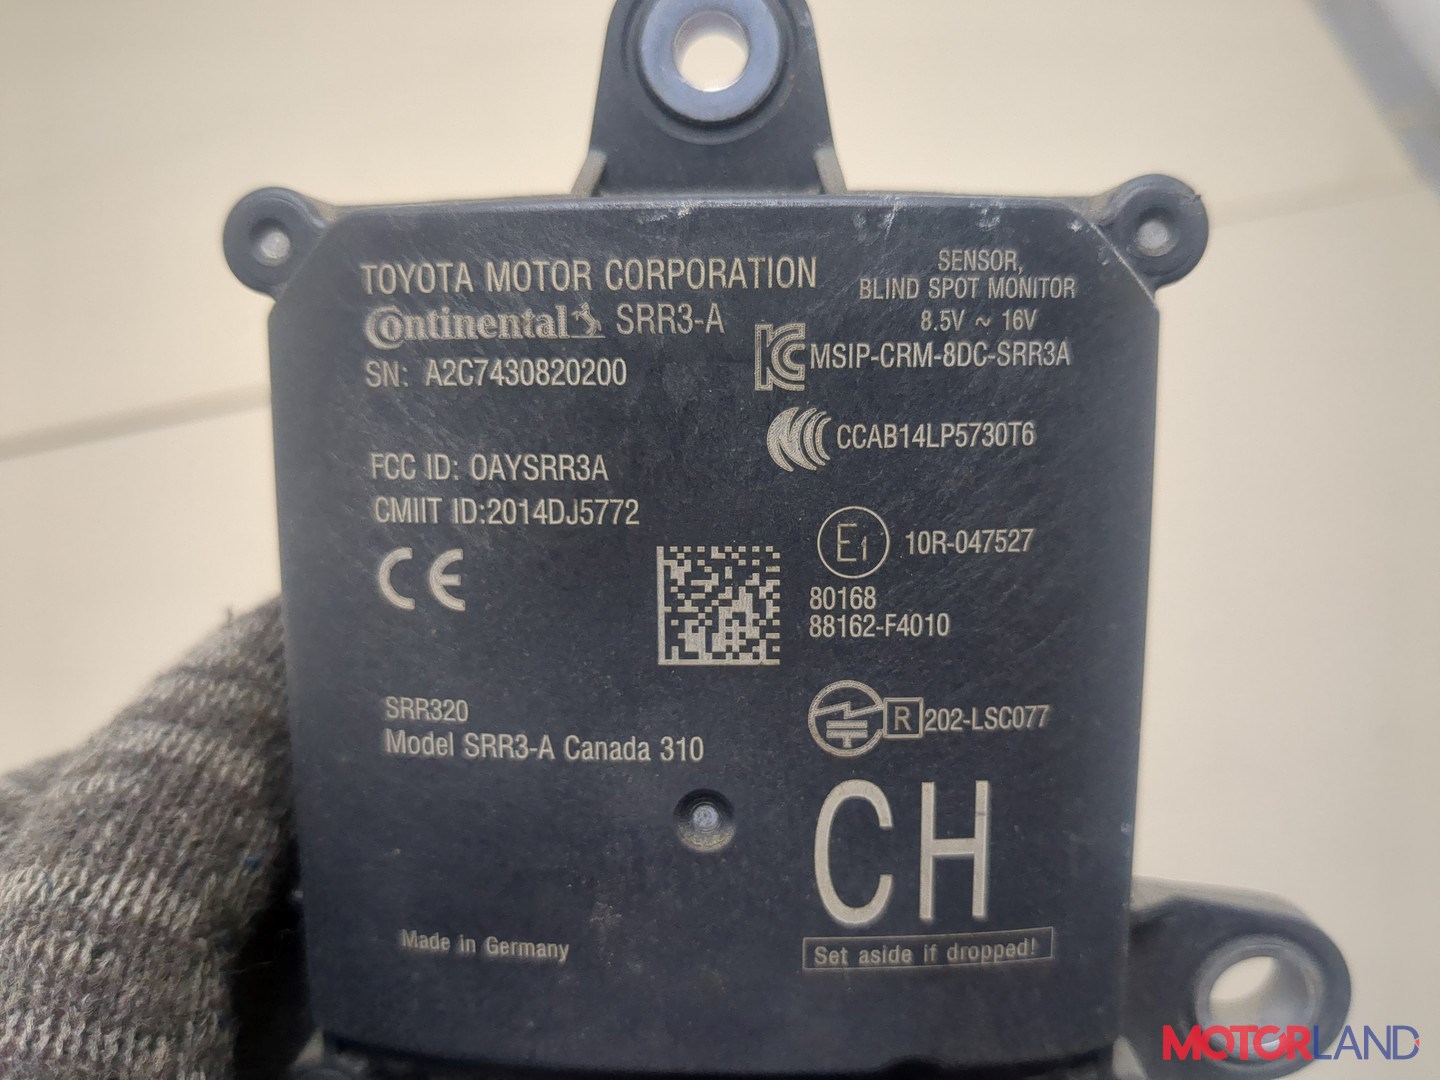 TOYOTA MOTOR CORPORATION
Continental SRR3-A
SN: A2C7430820200
SENSOR,
BLIND SPOT MONITOR
8.5V ~ 16V
MSIP-CRM-8DC-SRR3A
CCAB14LP5730T6
FCC ID: OAYSRR3A
CMIIT ID:2014DJ5772
CE
E1 10R-047527
80168
88162-F4010
R 202-LSC077
SRR320
Model SRR3-A Canada 310
CH
Made in Germany
Set aside if dropped!
MOTORLAND